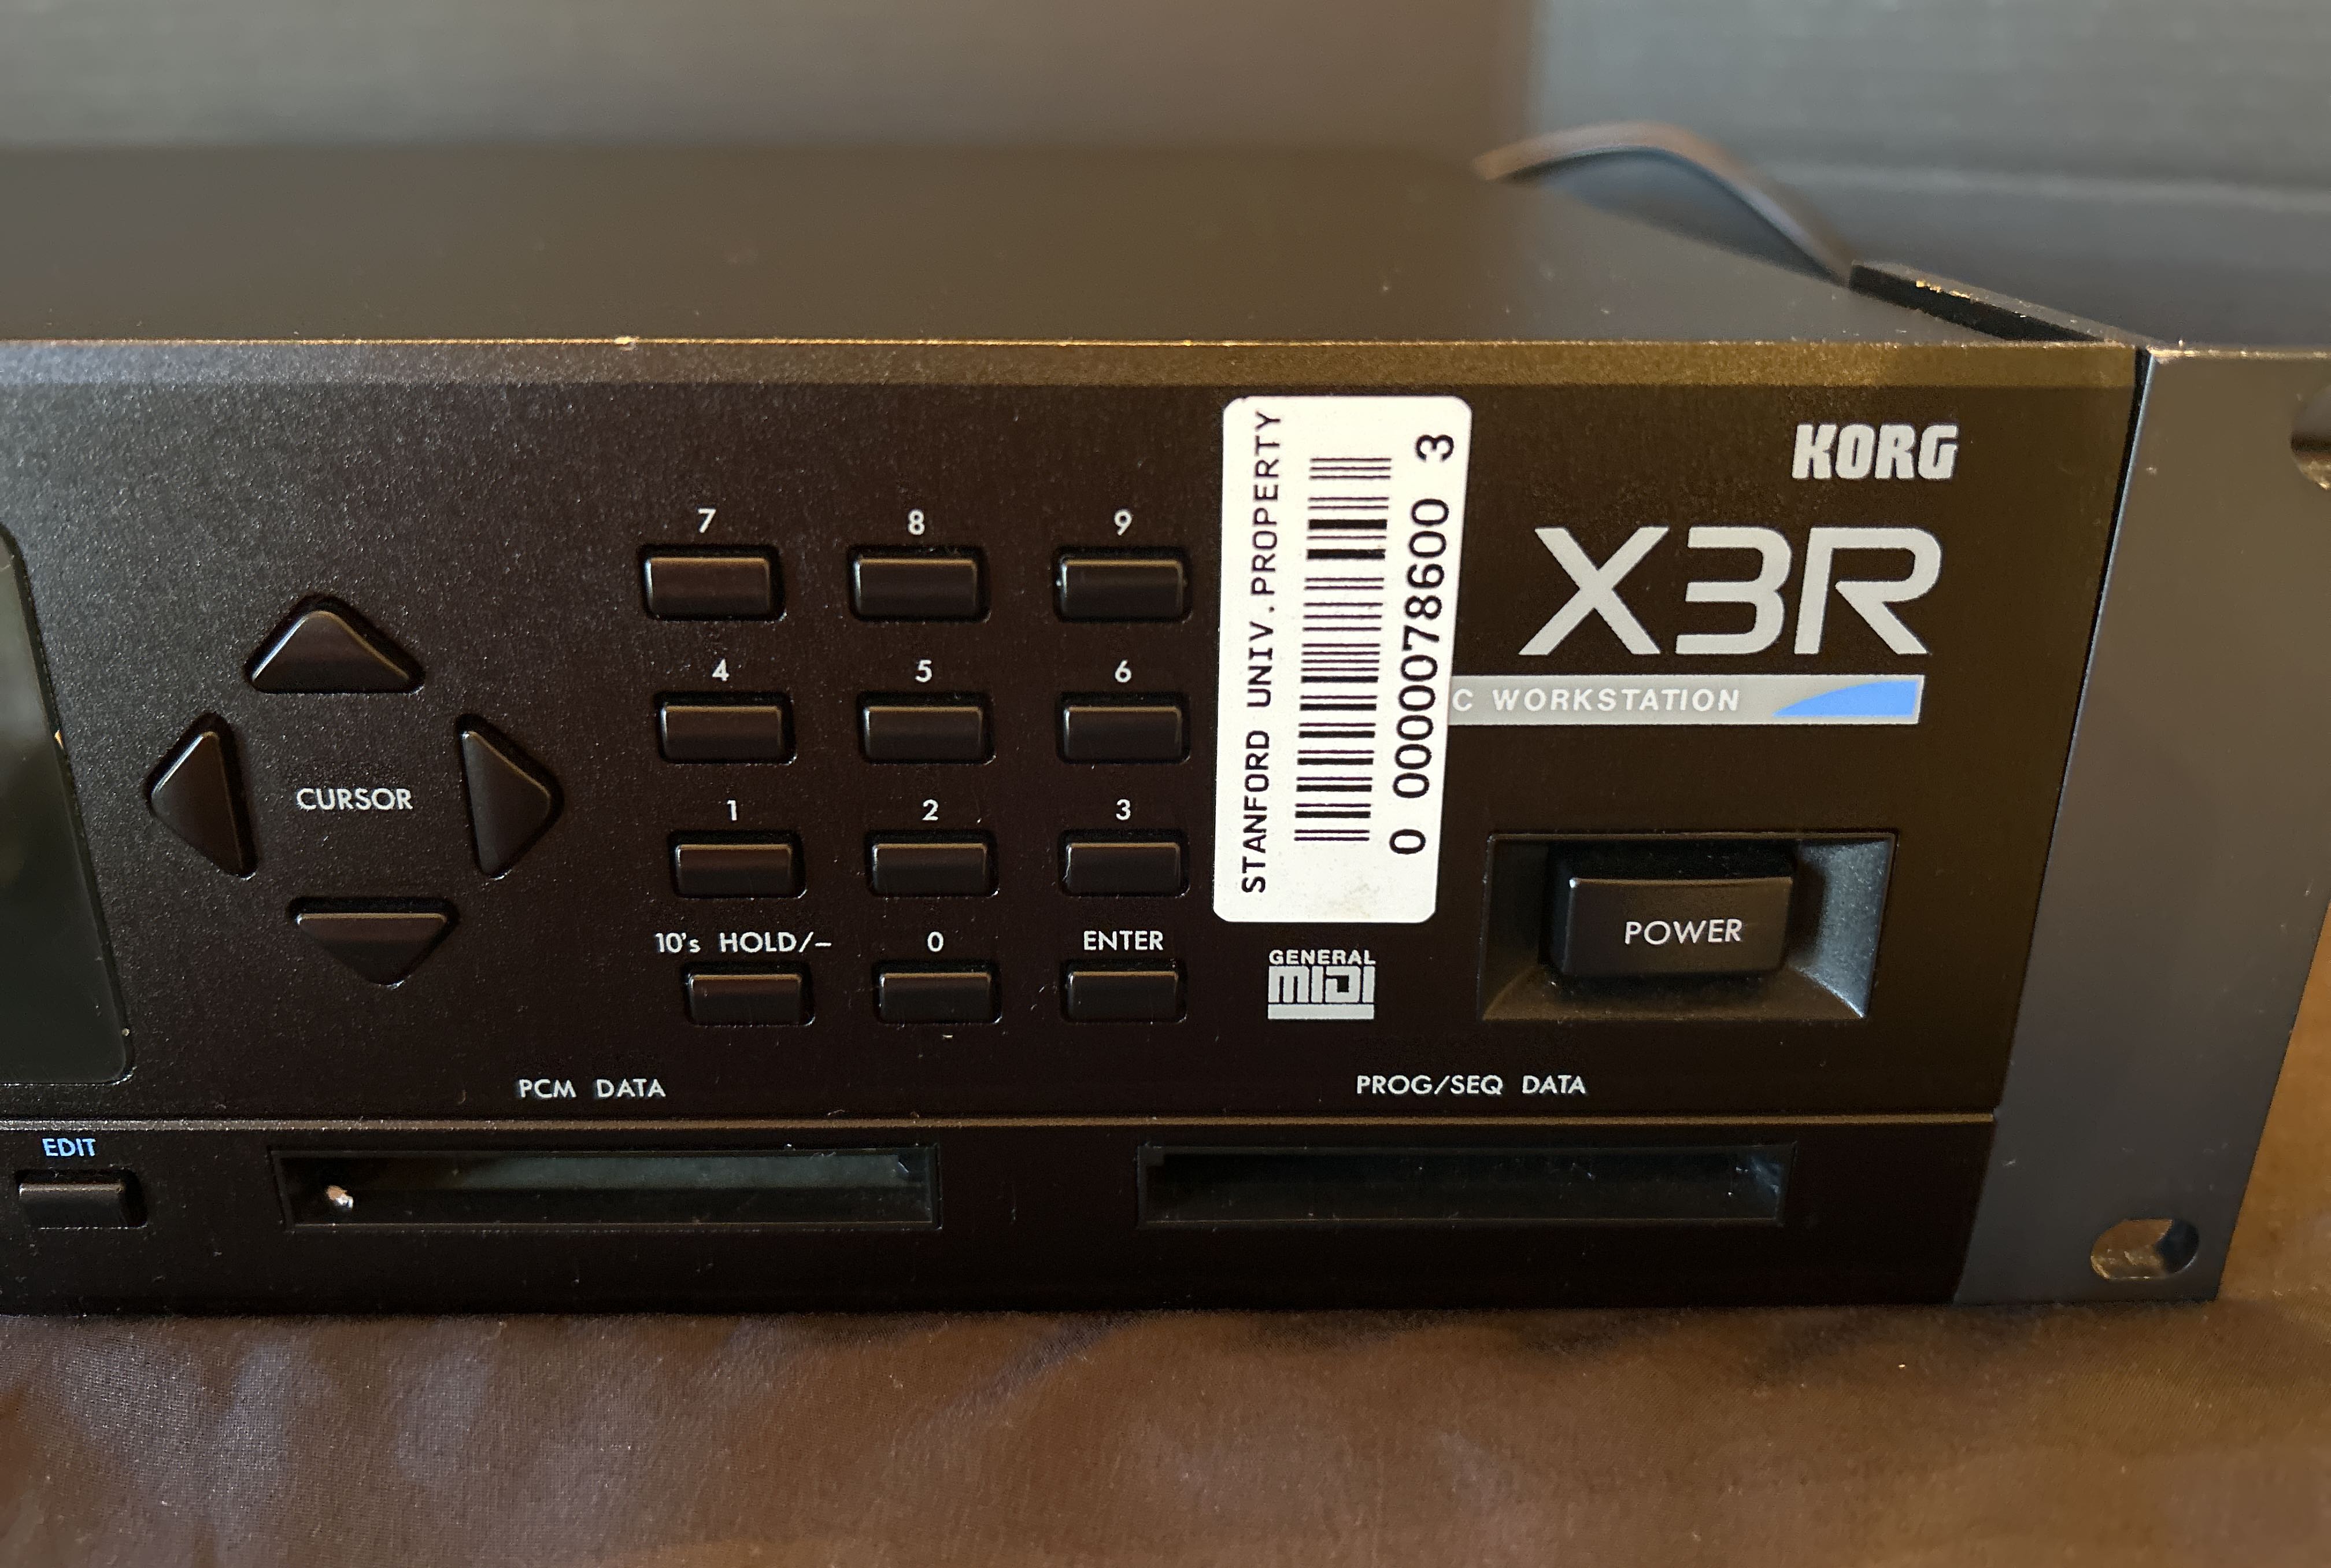 KORG
X3R
C WORKSTATION
STANFORD UNIV. PROPERTY
0 0000078600 3
7 8 9
4 5 6
CURSOR
1 2 3
10's HOLD/– 0 ENTER
POWER
GENERAL
MIDI
PCM DATA
PROG/SEQ DATA
EDIT